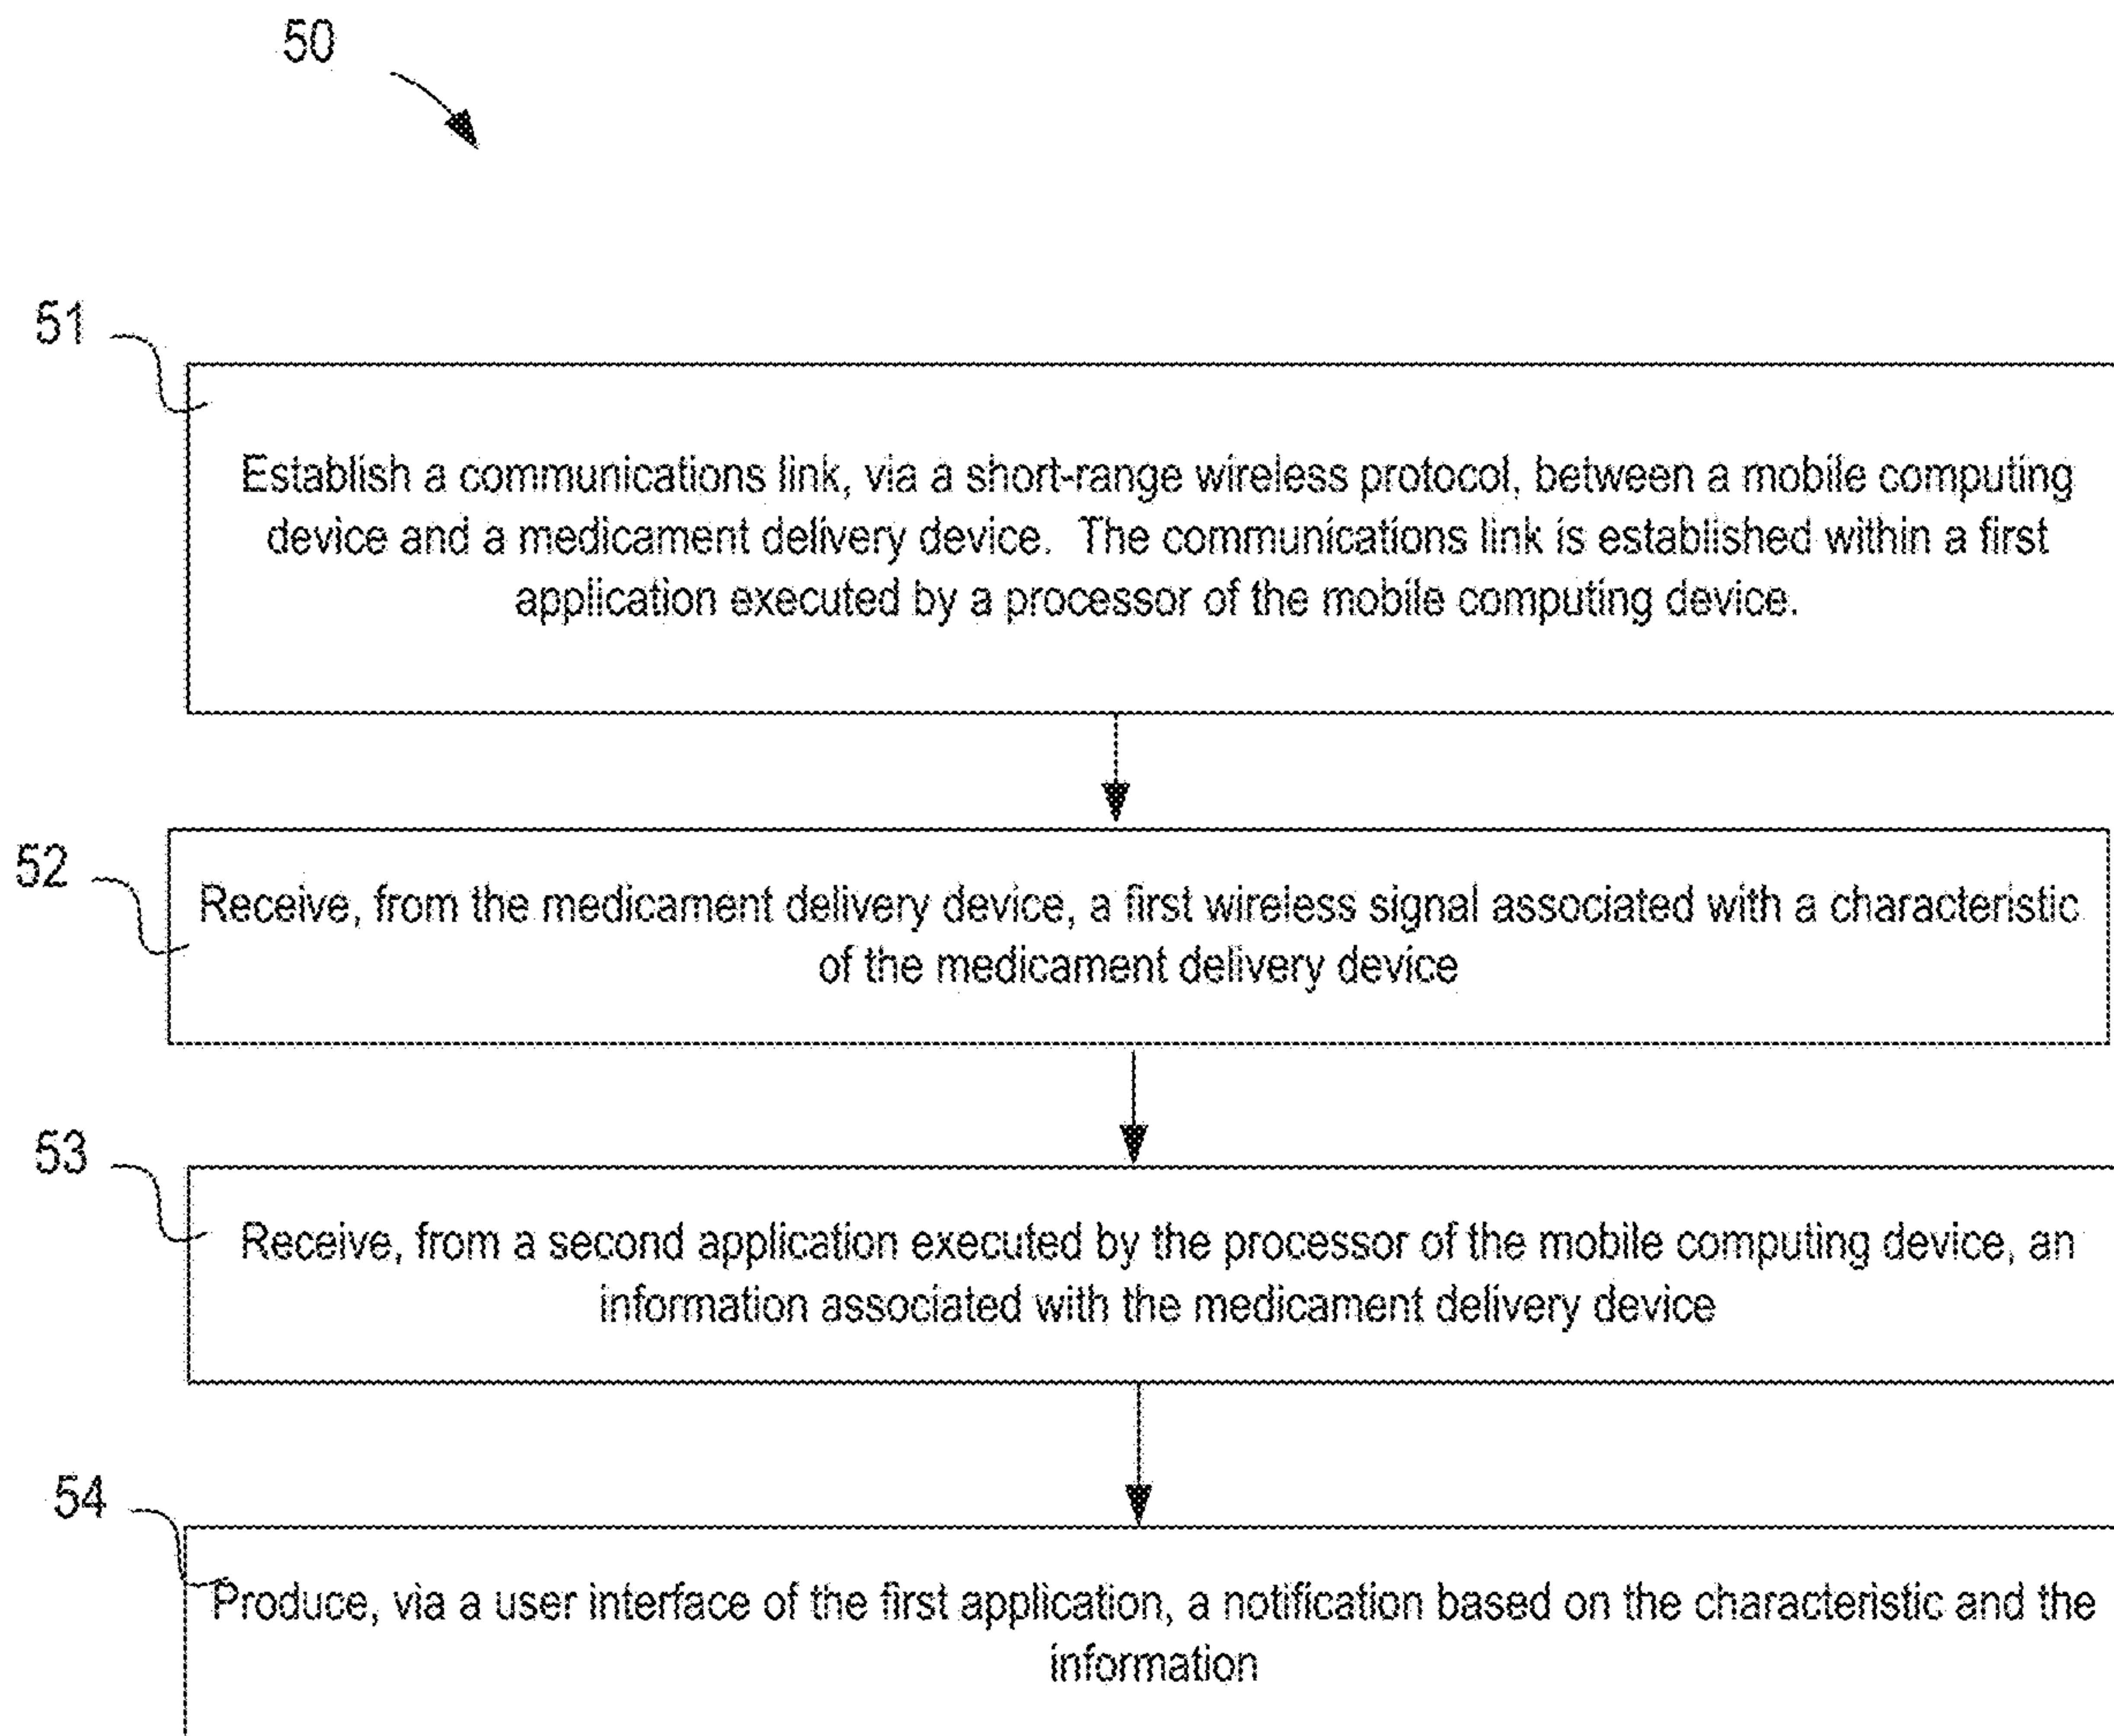 50
51
Establish a communications link, via a short-range wireless protocol, between a mobile computing
device and a medicament delivery device. The communications link is established within a first
application executed by a processor of the mobile computing device.
52
Receive, from the medicament delivery device, a first wireless signal associated with a characteristic
of the medicament delivery device
53
Receive, from a second application executed by the processor of the mobile computing device, an
information associated with the medicament delivery device
54
Produce, via a user interface of the first application, a notification based on the characteristic and the
information